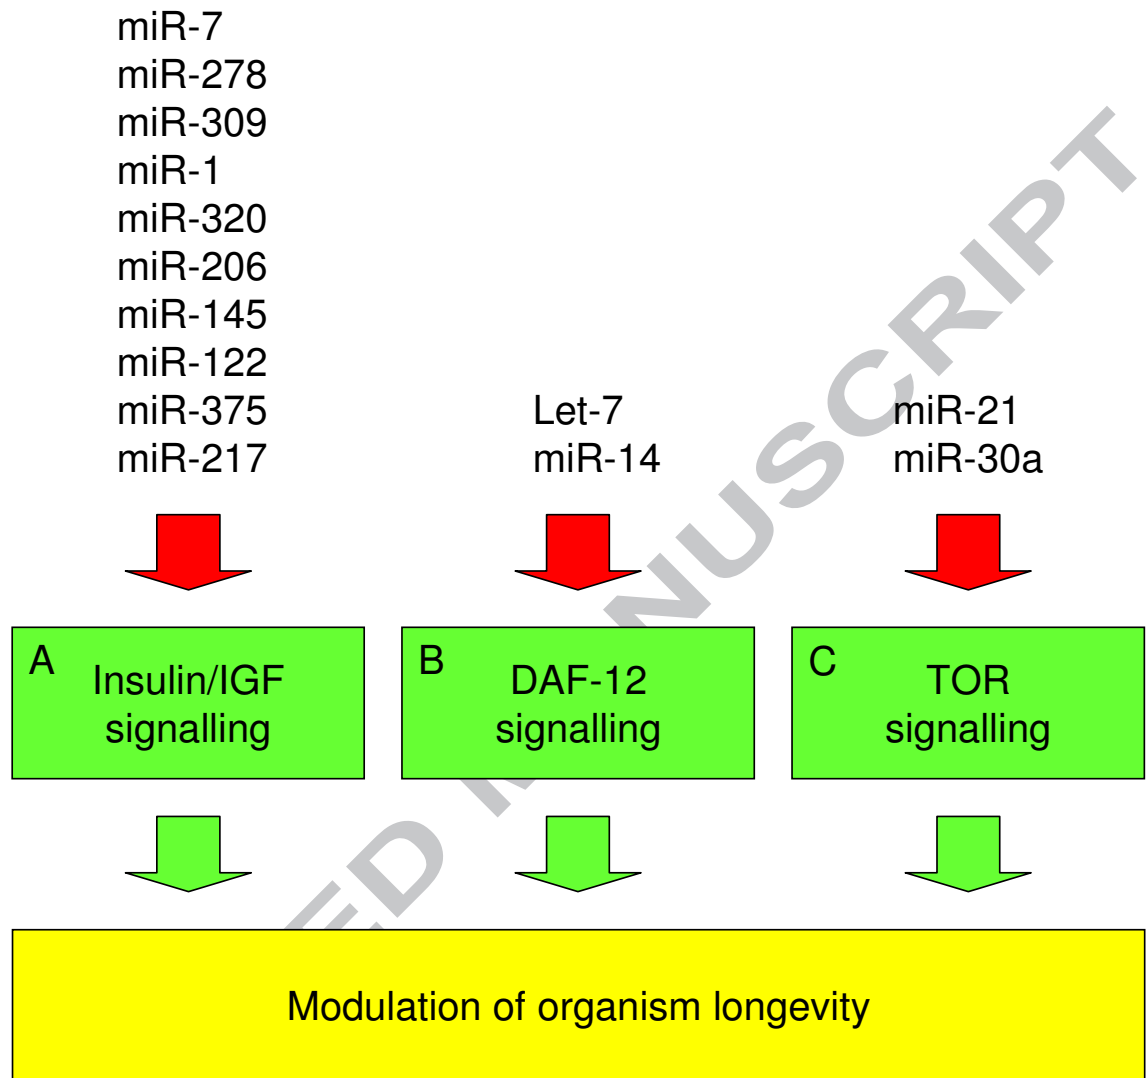 miR-7
miR-278
miR-309
miR-1
miR-320
miR-206
miR-145
miR-122
miR-375
miR-217
Let-7
miR-14
miR-21
miR-30a
A
Insulin/IGF
signalling
B
DAF-12
signalling
C
TOR
signalling
Modulation of organism longevity